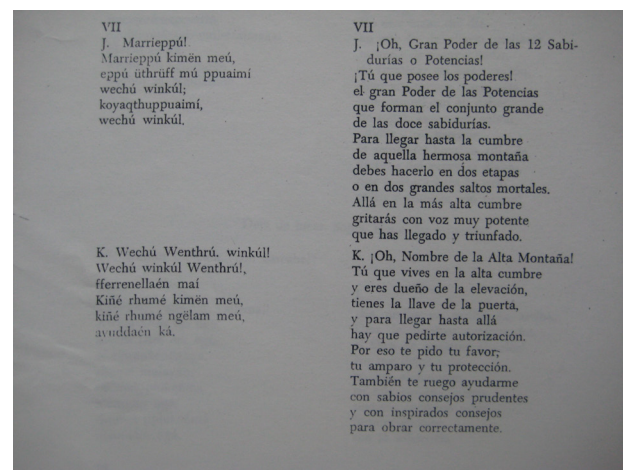 VII
J. Marrieppú!
Marrieppú kimën meú,
eppú üthrüff mú ppuaimi
wechú winkúl;
koyaqthuppuaimí,
wechú winkúl.
K. Wechú Wenthrú. winkúl!
Wechú winkúl Wenthrú!,
fferrenellaén maí
Kiñé rhumé kimën meú,
kiñé rhumé ngëlam meú,
ayuddaén ká.
VII
J. ¡Oh, Gran Poder de las 12 Sabi-
durías o Potencias!
¡Tú que posee los poderes!
el gran Poder de las Potencias
que forman el conjunto grande
de las doce sabidurías.
Para llegar hasta la cumbre
de aquella hermosa montaña
debes hacerlo en dos etapas
o en dos grandes saltos mortales.
Allá en la más alta cumbre
gritarás con voz muy potente
que has llegado y triunfado.
K. ¡Oh, Nombre de la Alta Montaña!
Tú que vives en la alta cumbre
y eres dueño de la elevación,
tienes la llave de la puerta,
y para llegar hasta allá
hay que pedirte autorización.
Por eso te pido tu favor;
tu amparo y tu protección.
También te ruego ayudarme
con sabios consejos prudentes
y con inspirados consejos
para obrar correctamente.